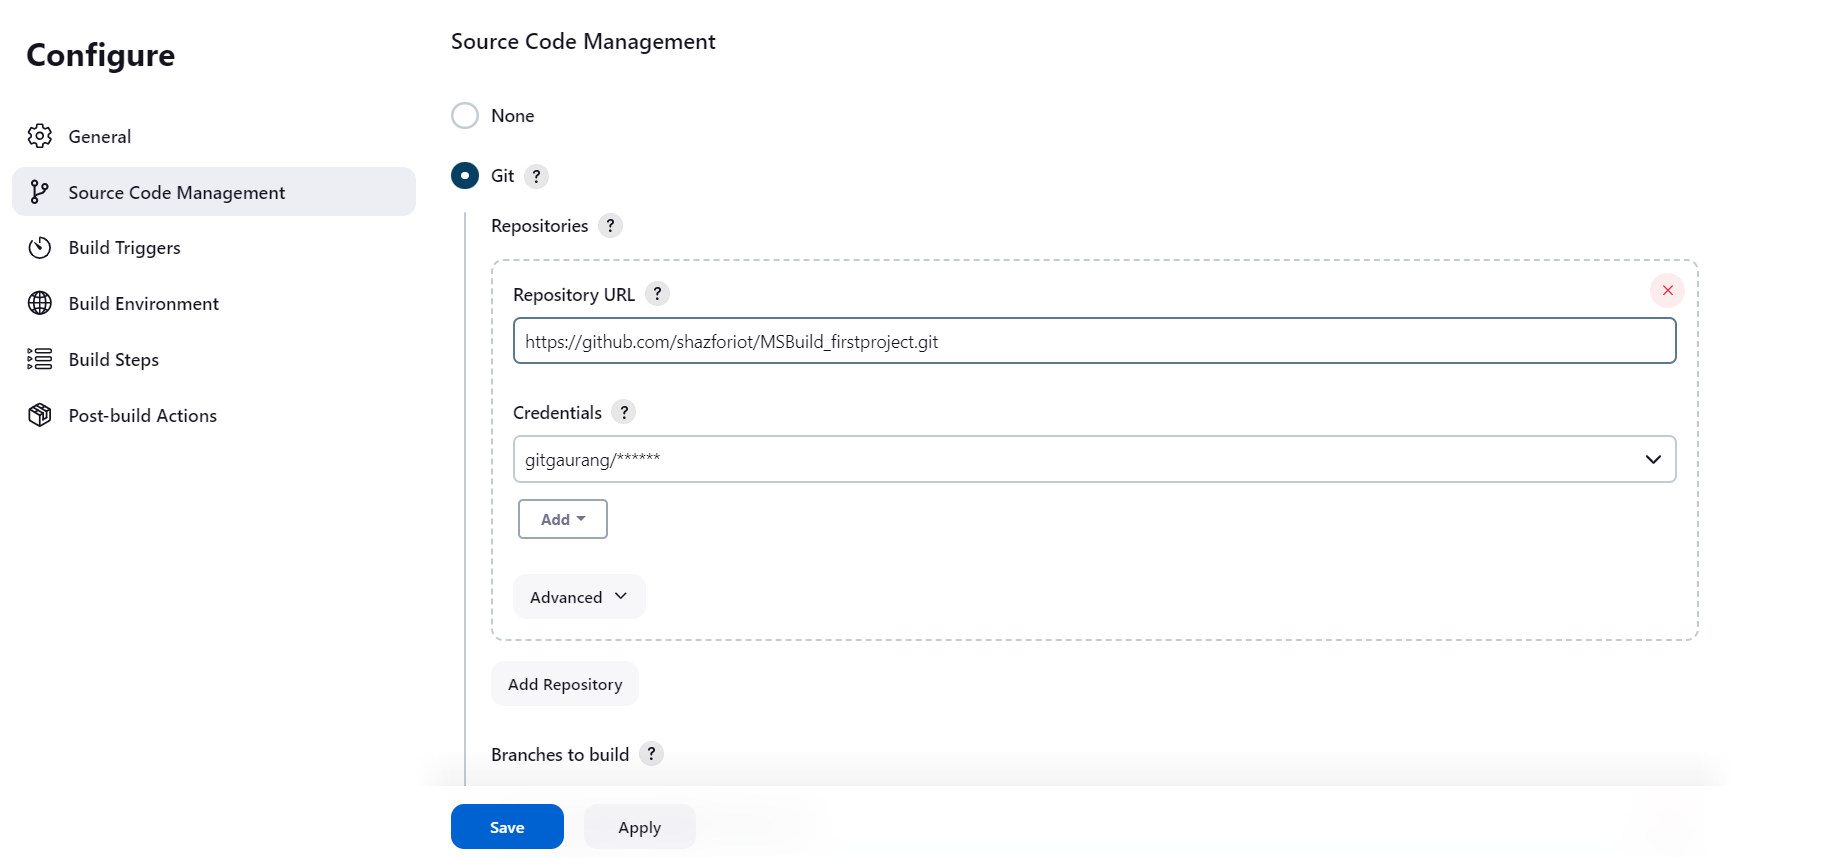 Configure
General
Source Code Management
Build Triggers
Build Environment
Build Steps
Post-build Actions
Source Code Management
None
Git ?
Repositories ?
Repository URL ?
https://github.com/shazforiot/MSBuild_firstproject.git
Credentials ?
gitgaurang/******
Add
Advanced
Add Repository
Branches to build ?
Save
Apply